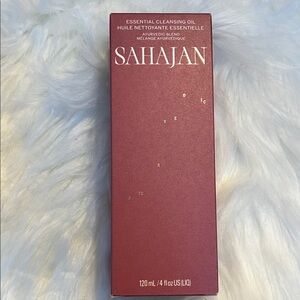 ESSENTIAL CLEANSING OIL
HUILE NETTOYANTE ESSENTIELLE
AYURVEDIC BLEND
MÉLANGE AYURVÉDIQUE
SAHAJAN
120 mL / 4 fl oz US (LIQ)